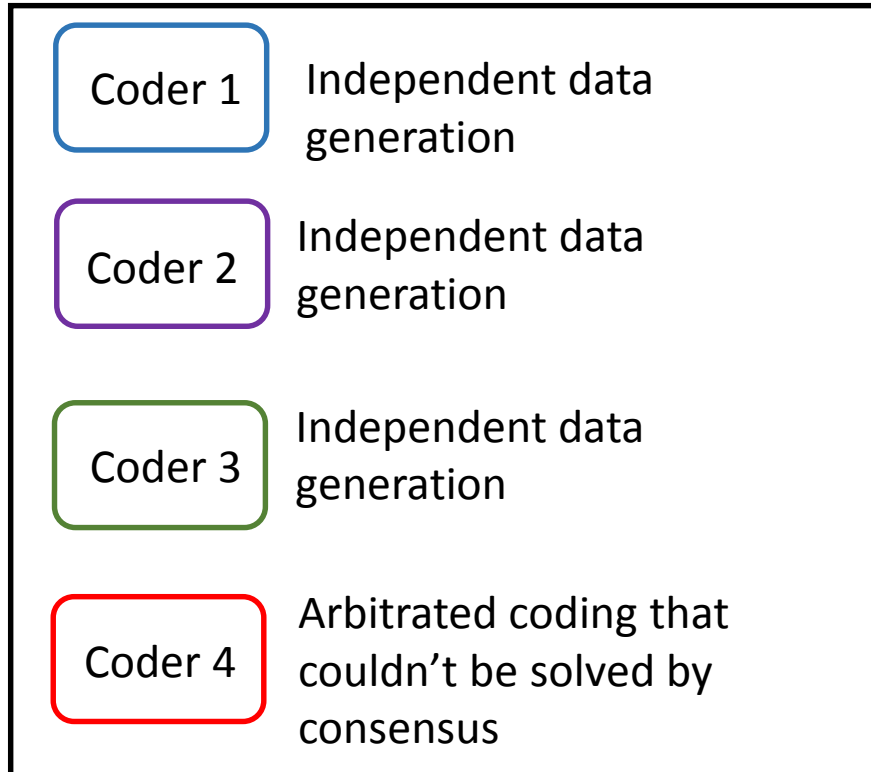 Coder 1
Independent data
generation
Coder 2
Independent data
generation
Coder 3
Independent data
generation
Coder 4
Arbitrated coding that
couldn’t be solved by
consensus